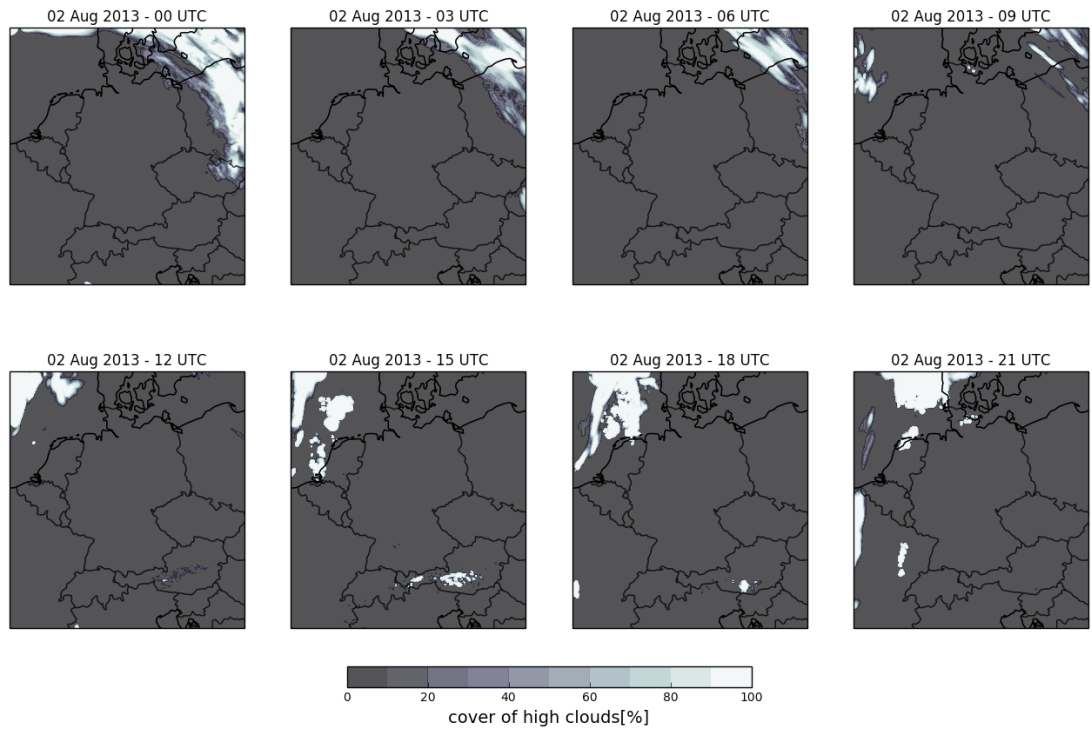 02 Aug 2013 - 00 UTC
02 Aug 2013 - 03 UTC
02 Aug 2013 - 06 UTC
02 Aug 2013 - 09 UTC
02 Aug 2013 - 12 UTC
02 Aug 2013 - 15 UTC
02 Aug 2013 - 18 UTC
02 Aug 2013 - 21 UTC
0 20 40 60 80 100
cover of high clouds[%]